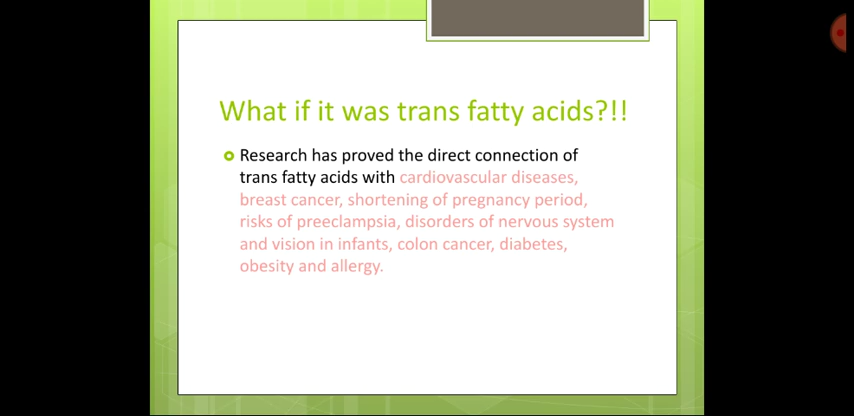 What if it was trans fatty acids?!!
Research has proved the direct connection of
trans fatty acids with cardiovascular diseases,
breast cancer, shortening of pregnancy period,
risks of preeclampsia, disorders of nervous system
and vision in infants, colon cancer, diabetes,
obesity and allergy.